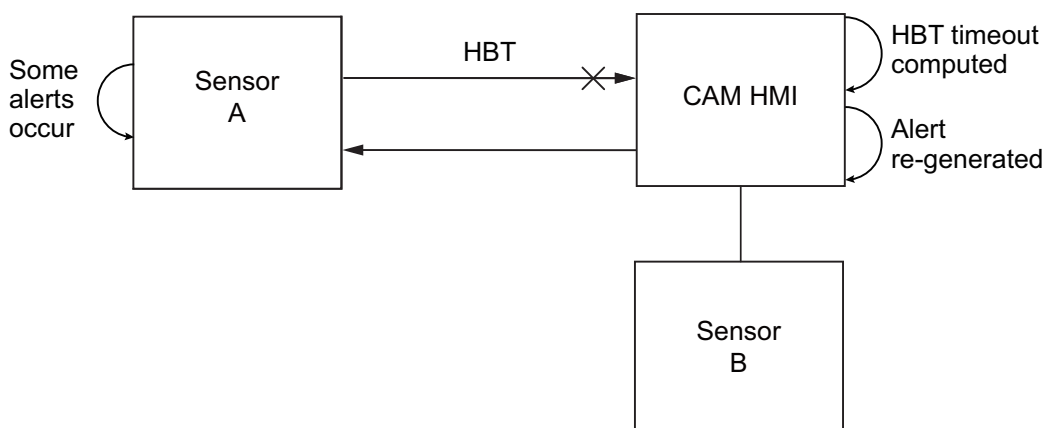 Some
alerts
occur
Sensor
A
HBT
CAM HMI
HBT timeout
computed
Alert
re-generated
Sensor
B